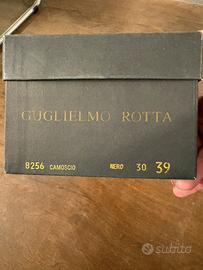 GUGLIELMO ROTTA
8256 CAMOSCIO NERO 30 39
subito